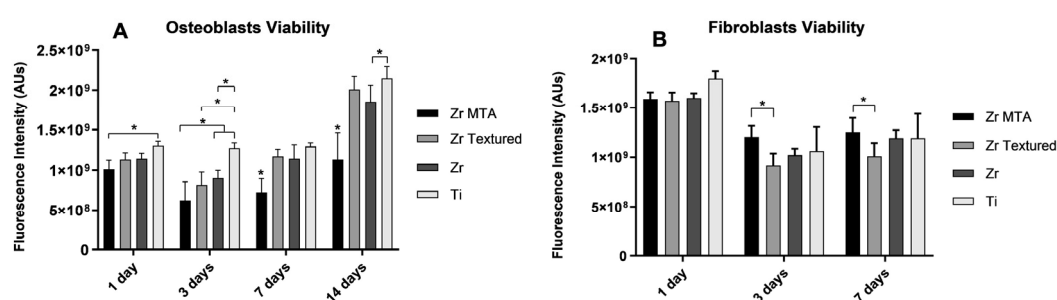 A Osteoblasts Viability
Fluorescence Intensity (AUs)
2.5×10⁹
2×10⁹
1.5×10⁹
1×10⁹
5×10⁸
0
* * * * * * *
1 day
3 days
7 days
14 days
Zr MTA
Zr Textured
Zr
Ti
B Fibroblasts Viability
Fluorescence Intensity (AUs)
2×10⁹
1.5×10⁹
1×10⁹
5×10⁸
0
* *
1 day
3 days
7 days
Zr MTA
Zr Textured
Zr
Ti